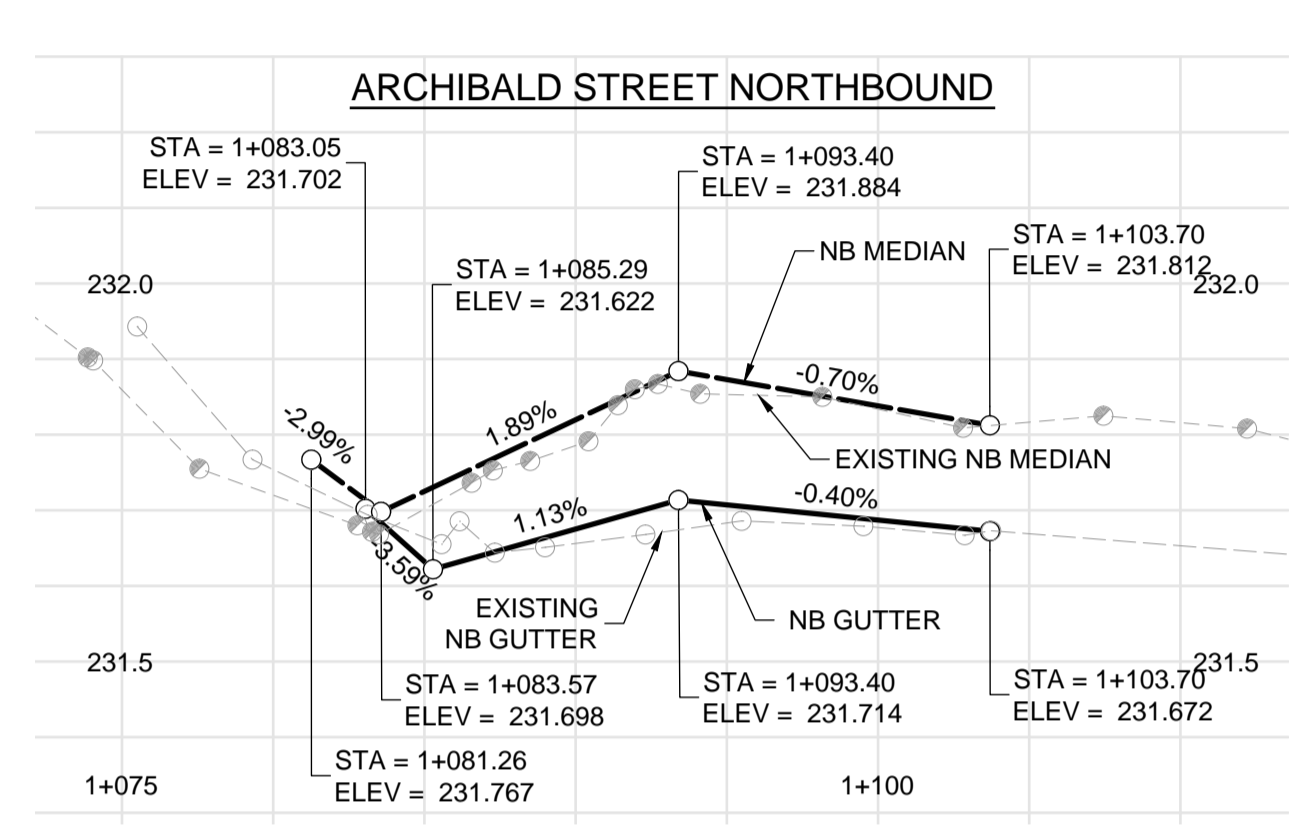 ARCHIBALD STREET NORTHBOUND
STA = 1+083.05
ELEV = 231.702
STA = 1+093.40
ELEV = 231.884
STA = 1+103.70
ELEV = 231.812
NB MEDIAN
STA = 1+085.29
ELEV = 231.622
232.0
232.0
-0.70%
-2.99%
1.89%
EXISTING NB MEDIAN
-0.40%
1.13%
-3.59%
EXISTING
NB GUTTER
NB GUTTER
231.5
231.5
STA = 1+083.57
ELEV = 231.698
STA = 1+093.40
ELEV = 231.714
STA = 1+103.70
ELEV = 231.672
STA = 1+081.26
ELEV = 231.767
1+075
1+100